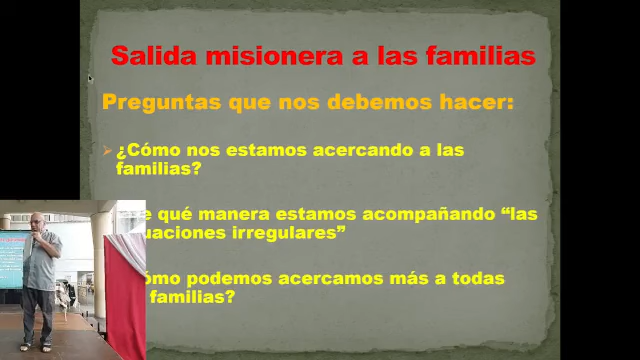 Salida misionera a las familias
Preguntas que nos debemos hacer:
¿Cómo nos estamos acercando a las
familias?
qué manera estamos acompañando “las
irregulares”
podemos acercamos más a todas
familias?